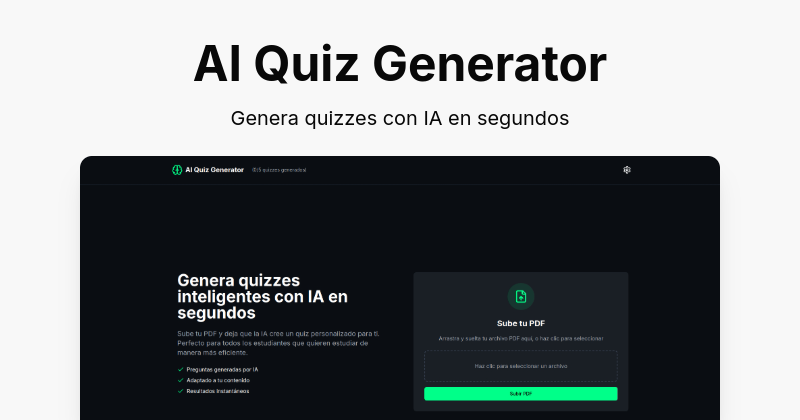 AI Quiz Generator
Genera quizzes con IA en segundos
AI Quiz Generator
quizzes generados!
Genera quizzes
inteligentes con IA en
segundos
Sube tu PDF y deja que la IA cree un quiz personalizado para ti.
Perfecto para todos los estudiantes que quieren estudiar de
manera más eficiente.
Preguntas generadas por IA
Adaptado a tu contenido
Resultados Instantáneos
Sube tu PDF
Arrastra y suelta tu archivo PDF aquí, o haz clic para seleccionar
Haz clic para seleccionar un archivo
Subir PDF